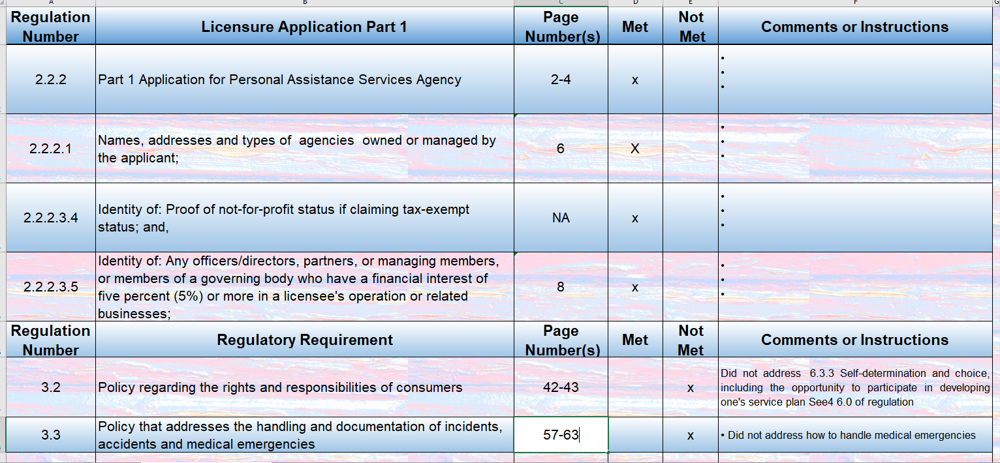 A B C D E F G
Regulation Number Licensure Application Part 1 Page Number(s) Met Not Met Comments or Instructions
2.2.2 Part 1 Application for Personal Assistance Services Agency 2-4 x
•
•
•
2.2.2.1 Names, addresses and types of  agencies  owned or managed by
the applicant; 6 X
•
•
•
2.2.2.3.4 Identity of: Proof of not-for-profit status if claiming tax-exempt
status; and, NA x
•
•
•
2.2.2.3.5 Identity of: Any officers/directors, partners, or managing members,
or members of a governing body who have a financial interest of
five percent (5%) or more in a licensee's operation or related
businesses; 8 x
•
•
•
Regulation Number Regulatory Requirement Page Number(s) Met Not Met Comments or Instructions
3.2 Policy regarding the rights and responsibilities of consumers 42-43 x
Did not address  6.3.3 Self-determination and choice,
including the opportunity to participate in developing
one's service plan See4 6.0 of regulation
3.3 Policy that addresses the handling and documentation of incidents,
accidents and medical emergencies 57-63 x • Did not address how to handle medical emergencies